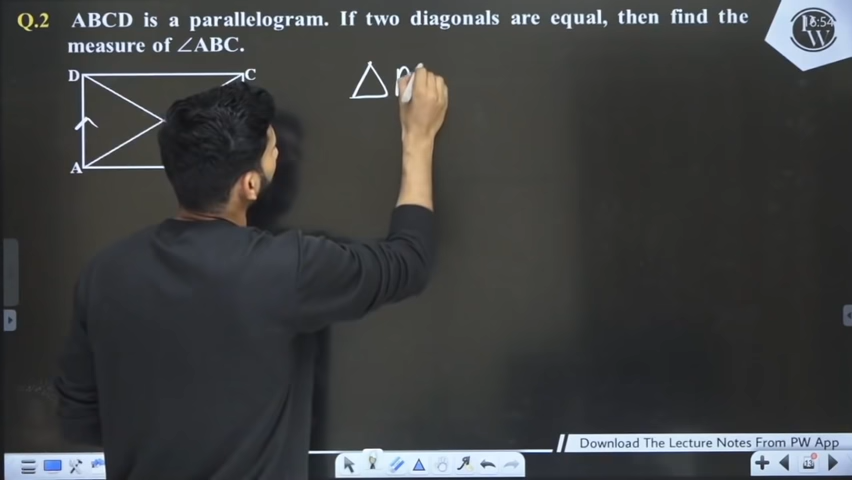 Q.2 ABCD is a parallelogram. If two diagonals are equal, then find the
measure of ∠ABC.
D C
△
A
PW
Download The Lecture Notes From PW App